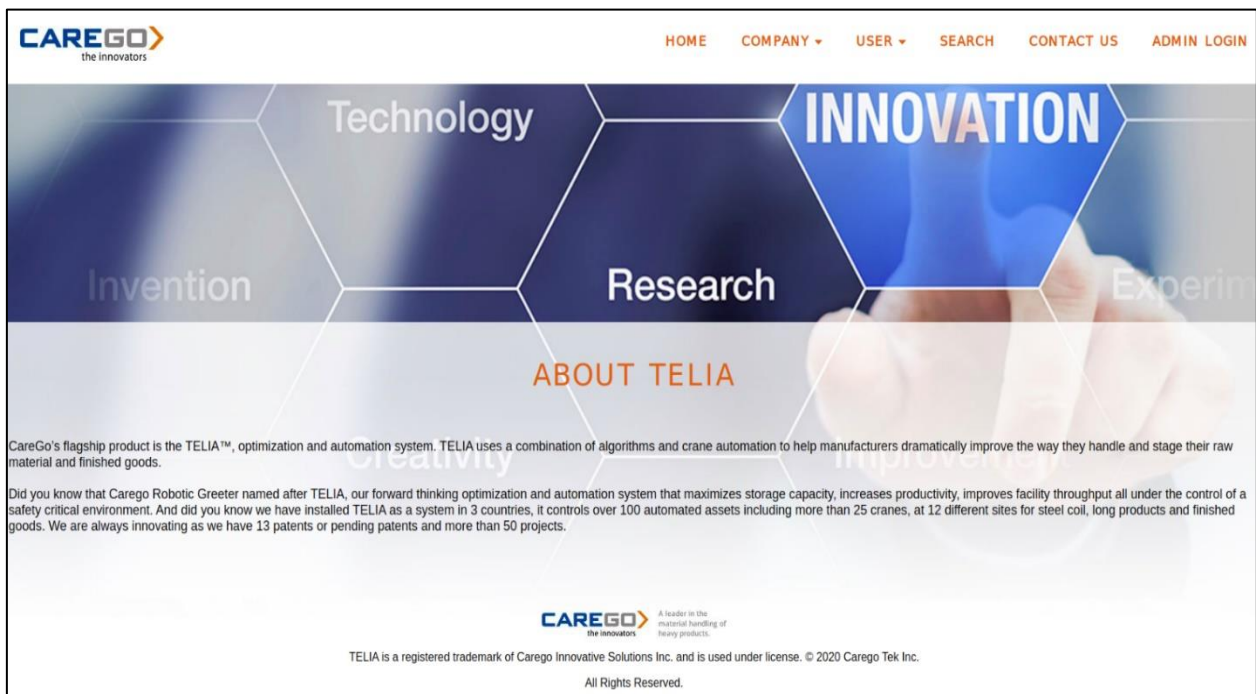 CAREGO
the innovators
HOME COMPANY USER SEARCH CONTACT US ADMIN LOGIN
Technology INNOVATION
Invention Research Experim
ABOUT TELIA
CareGo's flagship product is the TELIA™, optimization and automation system. TELIA uses a combination of algorithms and crane automation to help manufacturers dramatically improve the way they handle and stage their raw
material and finished goods.
Creativity Improvement
Did you know that Carego Robotic Greeter named after TELIA, our forward thinking optimization and automation system that maximizes storage capacity, increases productivity, improves facility throughput all under the control of a
safety critical environment. And did you know we have installed TELIA as a system in 3 countries, it controls over 100 automated assets including more than 25 cranes, at 12 different sites for steel coil, long products and finished
goods. We are always innovating as we have 13 patents or pending patents and more than 50 projects.
CAREGO
the innovators
A leader in the
material handling of
heavy products.
TELIA is a registered trademark of Carego Innovative Solutions Inc. and is used under license. © 2020 Carego Tek Inc.
All Rights Reserved.